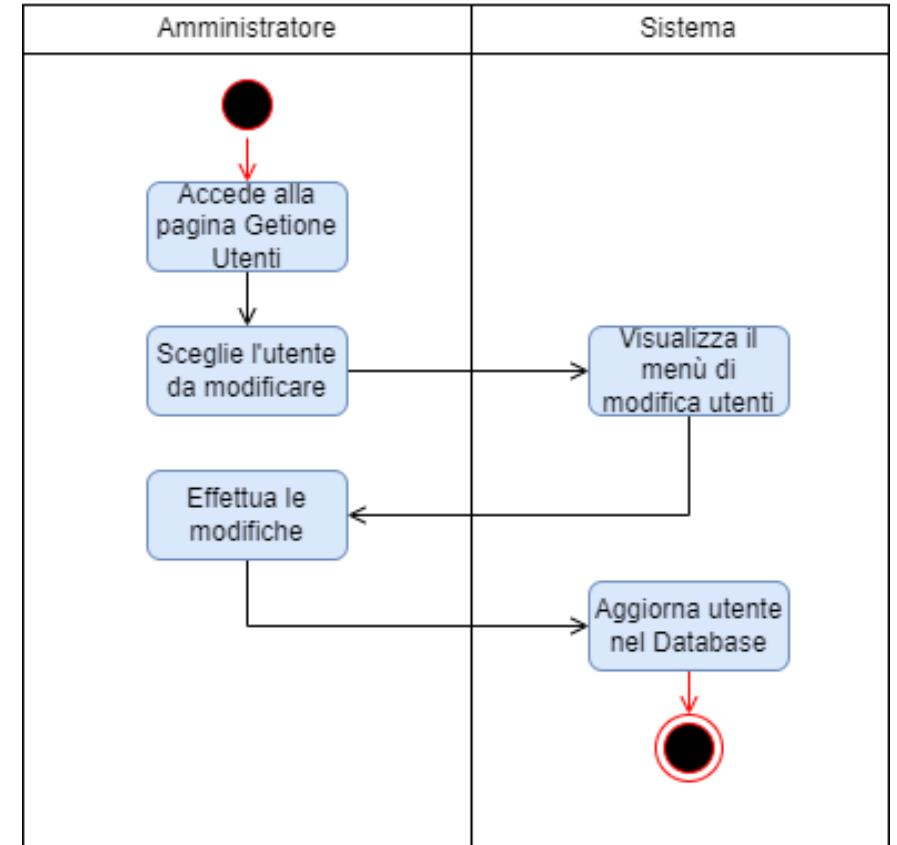 Amministratore
Sistema
Accede alla
pagina Getione
Utenti
Sceglie l'utente
da modificare
Visualizza il
menù di
modifica utenti
Effettua le
modifiche
Aggiorna utente
nel Database